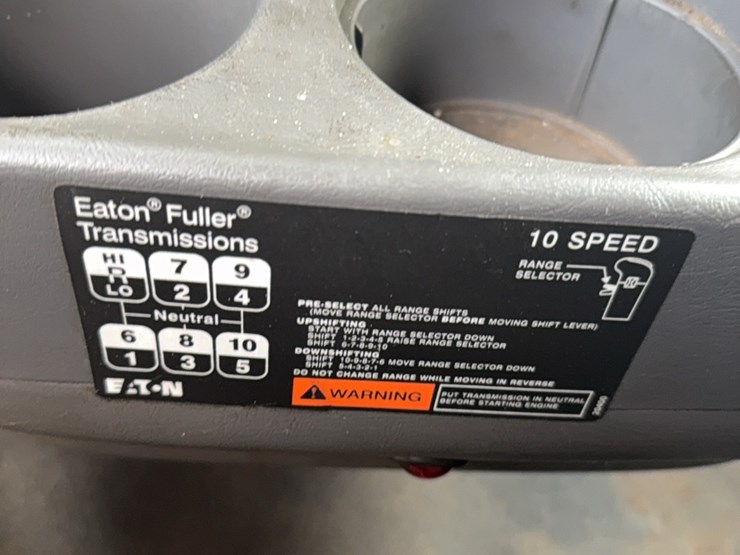 Eaton® Fuller®
Transmissions
HI
R
LO
7
2
9
4
Neutral
6
1
8
3
10
5
EATON
10 SPEED
RANGE
SELECTOR
PRE-SELECT ALL RANGE SHIFTS
(MOVE RANGE SELECTOR BEFORE MOVING SHIFT LEVER)
UPSHIFTING
START WITH RANGE SELECTOR DOWN
SHIFT 1-2-3-4-5 RAISE RANGE SELECTOR
SHIFT 6-7-8-9-10
DOWNSHIFTING
SHIFT 10-9-8-7-6 MOVE RANGE SELECTOR DOWN
SHIFT 5-4-3-2-1
DO NOT CHANGE RANGE WHILE MOVING IN REVERSE
WARNING
PUT TRANSMISSION IN NEUTRAL
BEFORE STARTING ENGINE